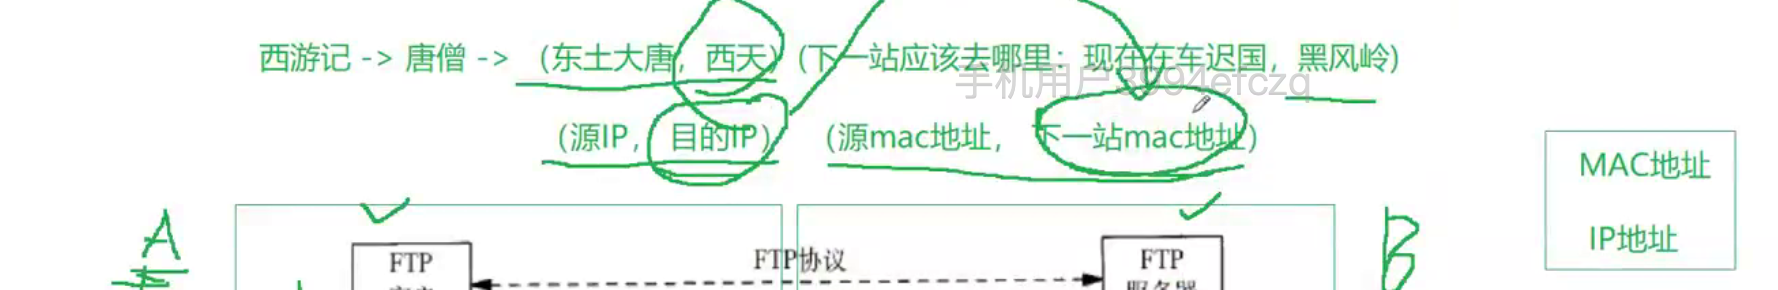 西游记 -> 唐僧 -> （东土大唐，西天）(下一站应该去哪里：现在在车迟国，黑风岭)
手机用户3994efczq
（源IP，目的IP） （源mac地址，下一站mac地址）
MAC地址
IP地址
A
B
FTP
FTP协议
FTP
服务器